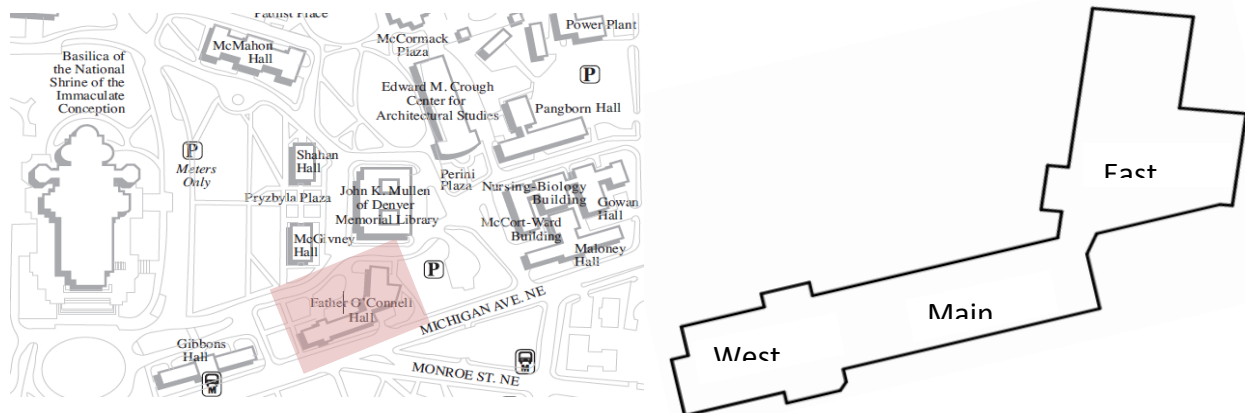 Paulist Place
McMahon
Hall
McCormack
Plaza
Power Plant
P
Basilica of
the National
Shrine of the
Immaculate
Conception
Edward M. Crough
Center for
Architectural Studies
Pangborn Hall
P
Meters
Only
Shahan
Hall
Perini
Plaza
John K. Mullen
of Denver
Memorial Library
Nursing-Biology
Building
Gowan
Hall
Pryzbyla Plaza
McCort-Ward
Building
McGivney
Hall
Maloney
Hall
P
Father O'Connell
Hall
MICHIGAN AVE. NE
Gibbons
Hall
MONROE ST. NE
M
M
East
Main
West